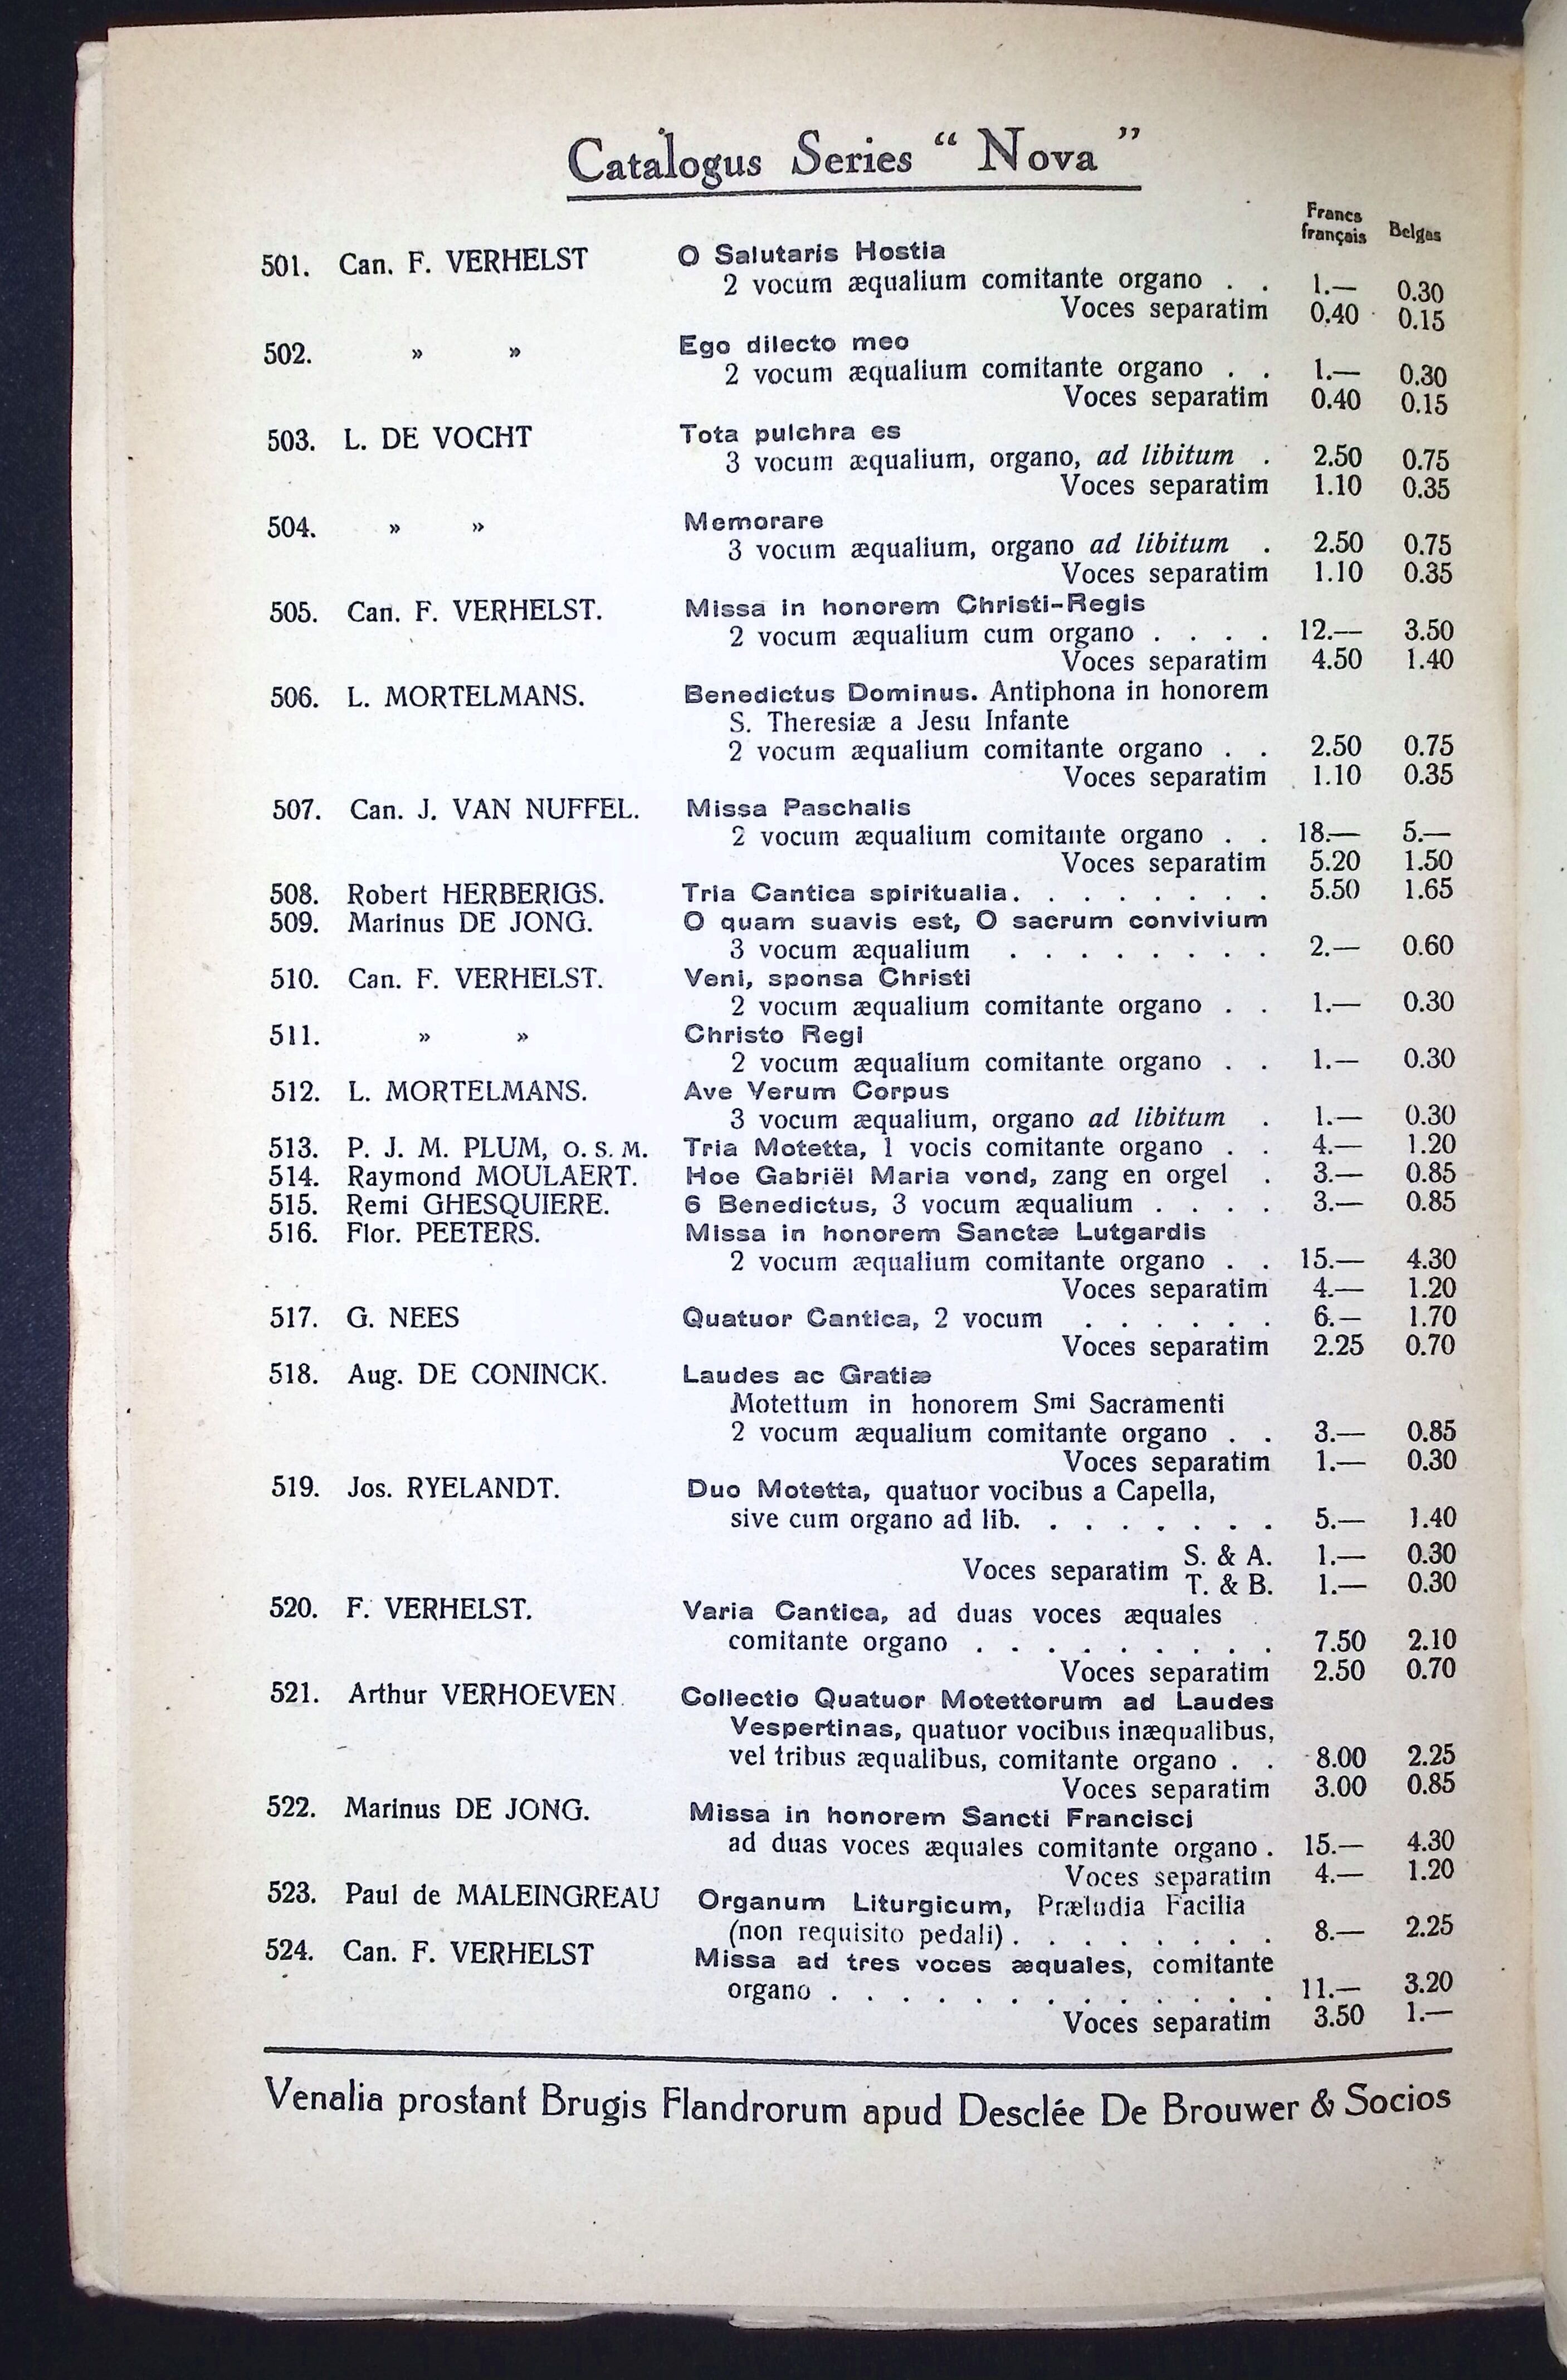 Catalogus Series “ Nova ”
Francs français Belgas
501. Can. F. VERHELST O Salutaris Hostia
2 vocum æqualium comitante organo . . 1.— 0.30
Voces separatim 0.40 0.15
502. » » Ego dilecto meo
2 vocum æqualium comitante organo . . 1.— 0.30
Voces separatim 0.40 0.15
503. L. DE VOCHT Tota pulchra es
3 vocum æqualium, organo, ad libitum . 2.50 0.75
Voces separatim 1.10 0.35
504. » » Memorare
3 vocum æqualium, organo ad libitum . 2.50 0.75
Voces separatim 1.10 0.35
505. Can. F. VERHELST. Missa in honorem Christi-Regis
2 vocum æqualium cum organo . . . . 12.— 3.50
Voces separatim 4.50 1.40
506. L. MORTELMANS. Benedictus Dominus. Antiphona in honorem
S. Theresiæ a Jesu Infante
2 vocum æqualium comitante organo . . 2.50 0.75
Voces separatim 1.10 0.35
507. Can. J. VAN NUFFEL. Missa Paschalis
2 vocum æqualium comitante organo . . 18.— 5.—
Voces separatim 5.20 1.50
508. Robert HERBERIGS. Tria Cantica spiritualia. . . . . . . . 5.50 1.65
509. Marinus DE JONG. O quam suavis est, O sacrum convivium
3 vocum æqualium . . . . . . . . 2.— 0.60
510. Can. F. VERHELST. Veni, sponsa Christi
2 vocum æqualium comitante organo . . 1.— 0.30
511. » » Christo Regi
2 vocum æqualium comitante organo . . 1.— 0.30
512. L. MORTELMANS. Ave Verum Corpus
3 vocum æqualium, organo ad libitum . 1.— 0.30
513. P. J. M. PLUM, O. S. M. Tria Motetta, 1 vocis comitante organo . . 4.— 1.20
514. Raymond MOULAERT. Hoe Gabriël Maria vond, zang en orgel . 3.— 0.85
515. Remi GHESQUIERE. 6 Benedictus, 3 vocum æqualium . . . . 3.— 0.85
516. Flor. PEETERS. Missa in honorem Sanctæ Lutgardis
2 vocum æqualium comitante organo . . 15.— 4.30
Voces separatim 4.— 1.20
517. G. NEES Quatuor Cantica, 2 vocum . . . . . . 6.— 1.70
Voces separatim 2.25 0.70
518. Aug. DE CONINCK. Laudes ac Gratiæ
Motettum in honorem Smi Sacramenti
2 vocum æqualium comitante organo . . 3.— 0.85
Voces separatim 1.— 0.30
519. Jos. RYELANDT. Duo Motetta, quatuor vocibus a Capella,
sive cum organo ad lib. . . . . . . . 5.— 1.40
Voces separatim S. & A. 1.— 0.30
T. & B. 1.— 0.30
520. F. VERHELST. Varia Cantica, ad duas voces æquales
comitante organo . . . . . . . . . 7.50 2.10
Voces separatim 2.50 0.70
521. Arthur VERHOEVEN. Collectio Quatuor Motettorum ad Laudes
Vespertinas, quatuor vocibus inæqualibus,
vel tribus æqualibus, comitante organo . . 8.00 2.25
Voces separatim 3.00 0.85
522. Marinus DE JONG. Missa in honorem Sancti Francisci
ad duas voces æquales comitante organo . 15.— 4.30
Voces separatim 4.— 1.20
523. Paul de MALEINGREAU Organum Liturgicum, Præludia Facilia
(non requisito pedali) . . . . . . . . 8.— 2.25
524. Can. F. VERHELST Missa ad tres voces æquales, comitante
organo . . . . . . . . . . . . . 11.— 3.20
Voces separatim 3.50 1.—
Venalia prostant Brugis Flandrorum apud Desclée De Brouwer & Socios